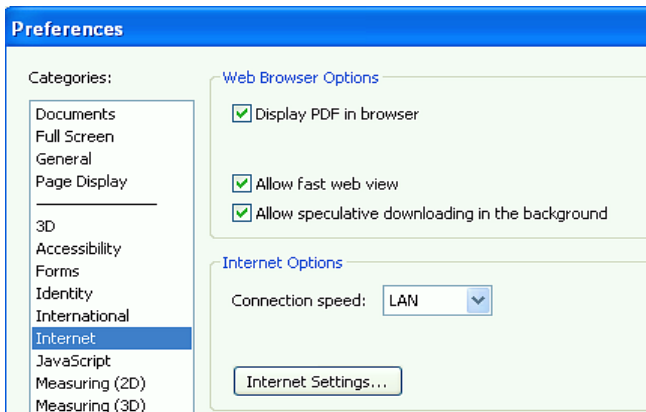 Preferences
Categories:
Documents
Full Screen
General
Page Display
3D
Accessibility
Forms
Identity
International
Internet
JavaScript
Measuring (2D)
Measuring (3D)
Web Browser Options
Display PDF in browser
Allow fast web view
Allow speculative downloading in the background
Internet Options
Connection speed: LAN
Internet Settings...